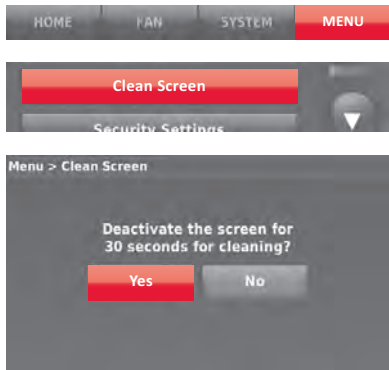 HOME FAN SYSTEM MENU
Clean Screen
Security Settings
Menu > Clean Screen
Deactivate the screen for
30 seconds for cleaning?
Yes No